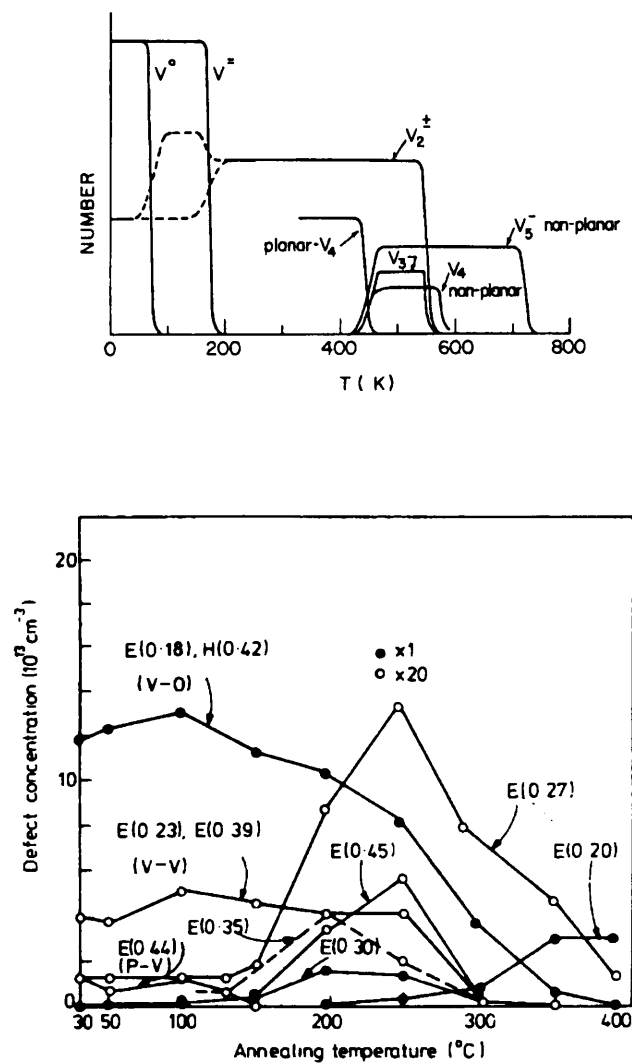 V° V⁼
V₂±
NUMBER
planar-V₄
V₅⁻ non-planar
V₃
V₄
non-planar
0 200 400 600 800
T (K)
20
E(0·18), H(0·42)
(V-O)
● x1
○ x20
Defect concentration (10¹³ cm⁻³)
10
E(0·27)
E(0 23), E(0·39)
(V-V)
E(0·45)
E(0 20)
E(0·44)
(P-V)
E(0·35)
E(0·30)
0
30 50 100 200 300 400
Annealing temperature (°C)